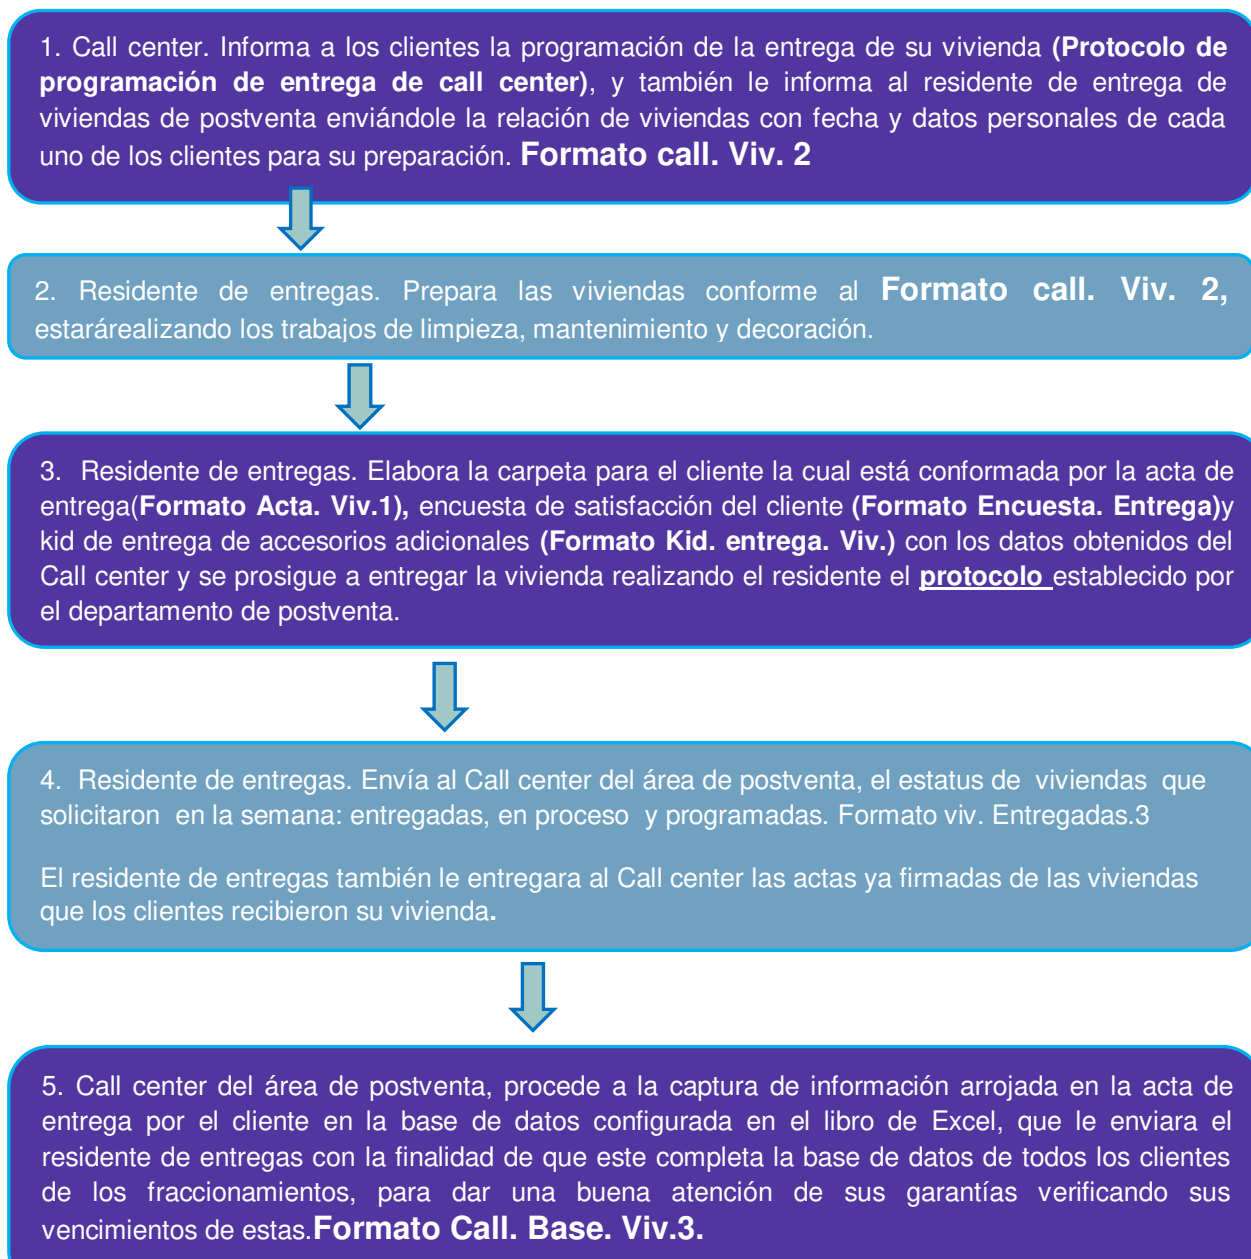 1. Call center. Informa a los clientes la programación de la entrega de su vivienda (Protocolo de
programación de entrega de call center), y también le informa al residente de entrega de
viviendas de postventa enviándole la relación de viviendas con fecha y datos personales de cada
uno de los clientes para su preparación. Formato call. Viv. 2
2. Residente de entregas. Prepara las viviendas conforme al Formato call. Viv. 2,
estarárealizando los trabajos de limpieza, mantenimiento y decoración.
3. Residente de entregas. Elabora la carpeta para el cliente la cual está conformada por la acta de
entrega(Formato Acta. Viv.1), encuesta de satisfacción del cliente (Formato Encuesta. Entrega)y
kid de entrega de accesorios adicionales (Formato Kid. entrega. Viv.) con los datos obtenidos del
Call center y se prosigue a entregar la vivienda realizando el residente el protocolo establecido por
el departamento de postventa.
4. Residente de entregas. Envía al Call center del área de postventa, el estatus de viviendas que
solicitaron en la semana: entregadas, en proceso y programadas. Formato viv. Entregadas.3
El residente de entregas también le entregara al Call center las actas ya firmadas de las viviendas
que los clientes recibieron su vivienda.
5. Call center del área de postventa, procede a la captura de información arrojada en la acta de
entrega por el cliente en la base de datos configurada en el libro de Excel, que le enviara el
residente de entregas con la finalidad de que este completa la base de datos de todos los clientes
de los fraccionamientos, para dar una buena atención de sus garantías verificando sus
vencimientos de estas.Formato Call. Base. Viv.3.